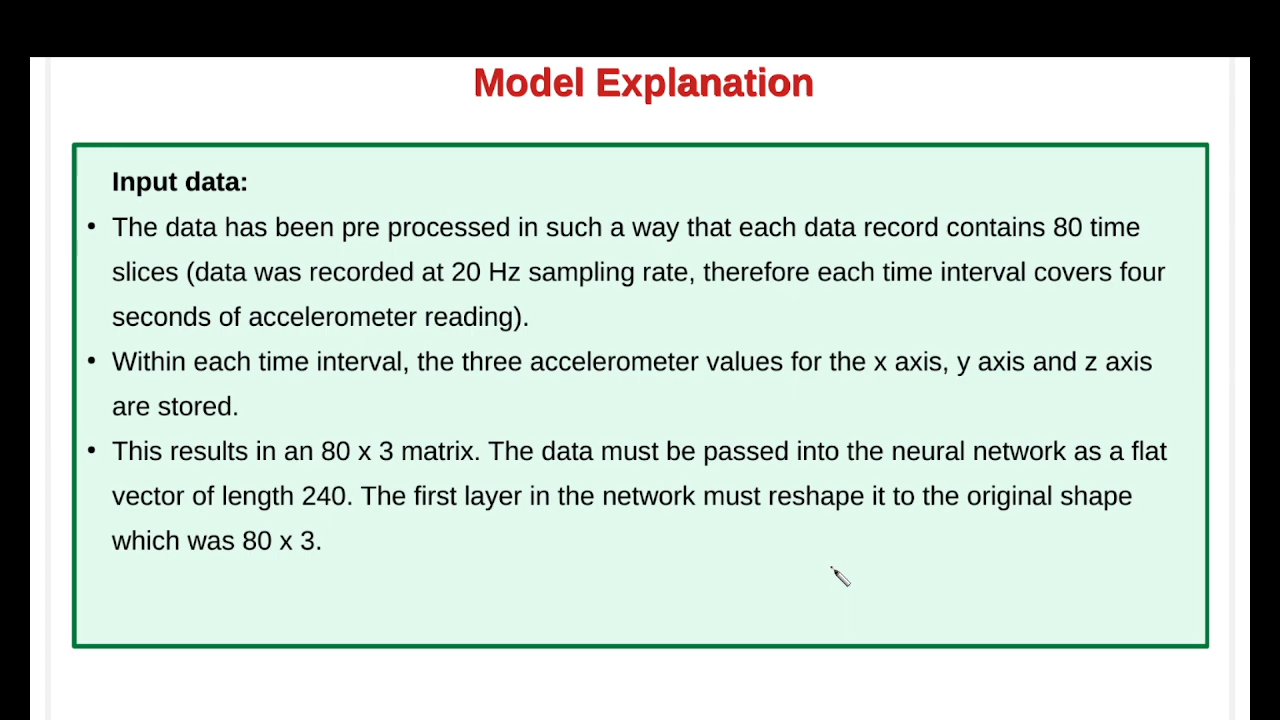 Model Explanation
Input data:
• The data has been pre processed in such a way that each data record contains 80 time
slices (data was recorded at 20 Hz sampling rate, therefore each time interval covers four
seconds of accelerometer reading).
• Within each time interval, the three accelerometer values for the x axis, y axis and z axis
are stored.
• This results in an 80 x 3 matrix. The data must be passed into the neural network as a flat
vector of length 240. The first layer in the network must reshape it to the original shape
which was 80 x 3.